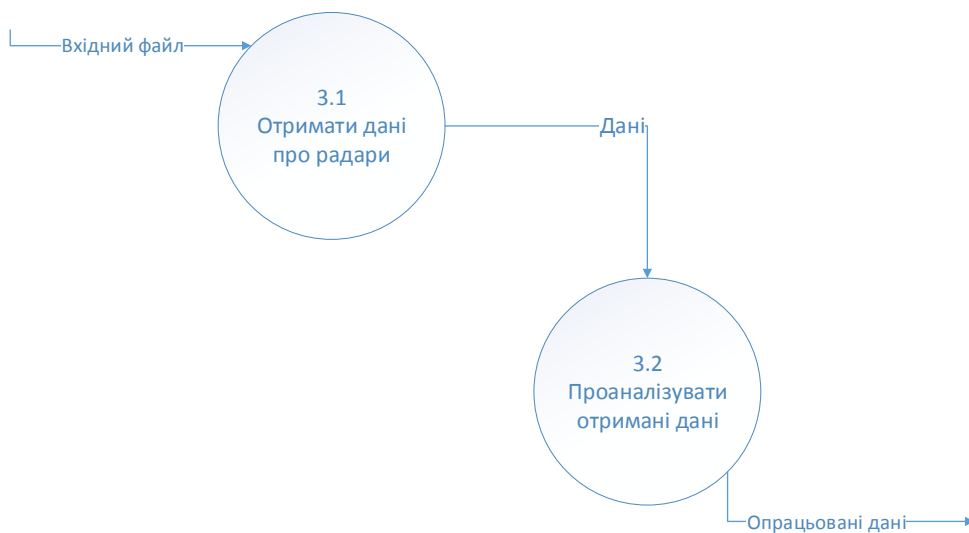 Вхідний файл
3.1
Отримати дані
про радари
Дані
3.2
Проаналізувати
отримані дані
Опрацьовані дані